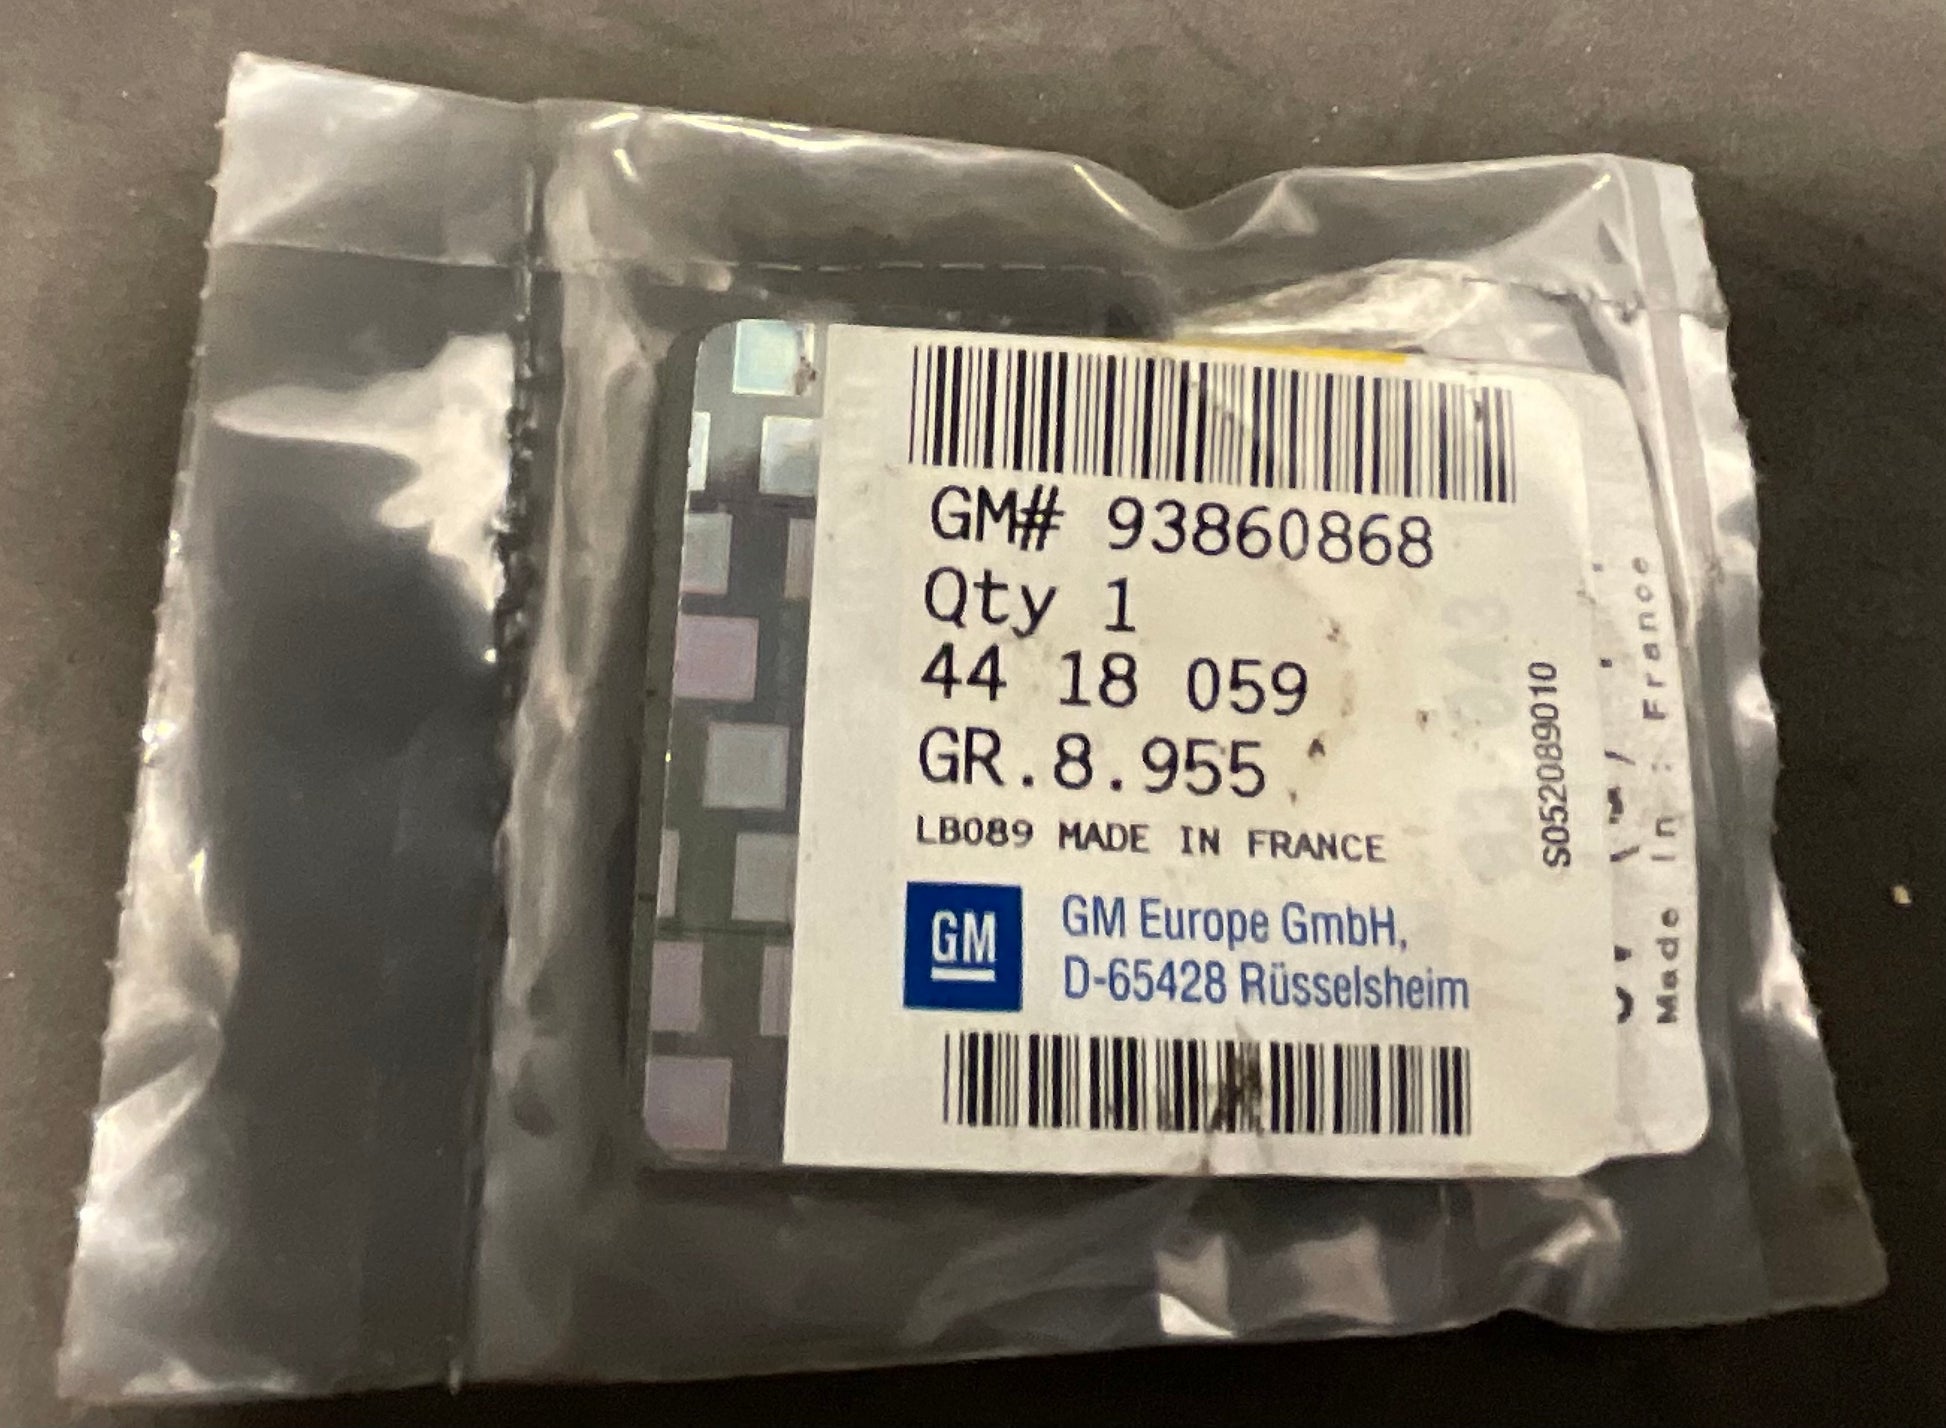 GM# 93860868
Qty 1
44 18 059
GR.8.955
LB089 MADE IN FRANCE
GM
GM Europe GmbH,
D-65428 Rüsselsheim
S052089010
Made in : France